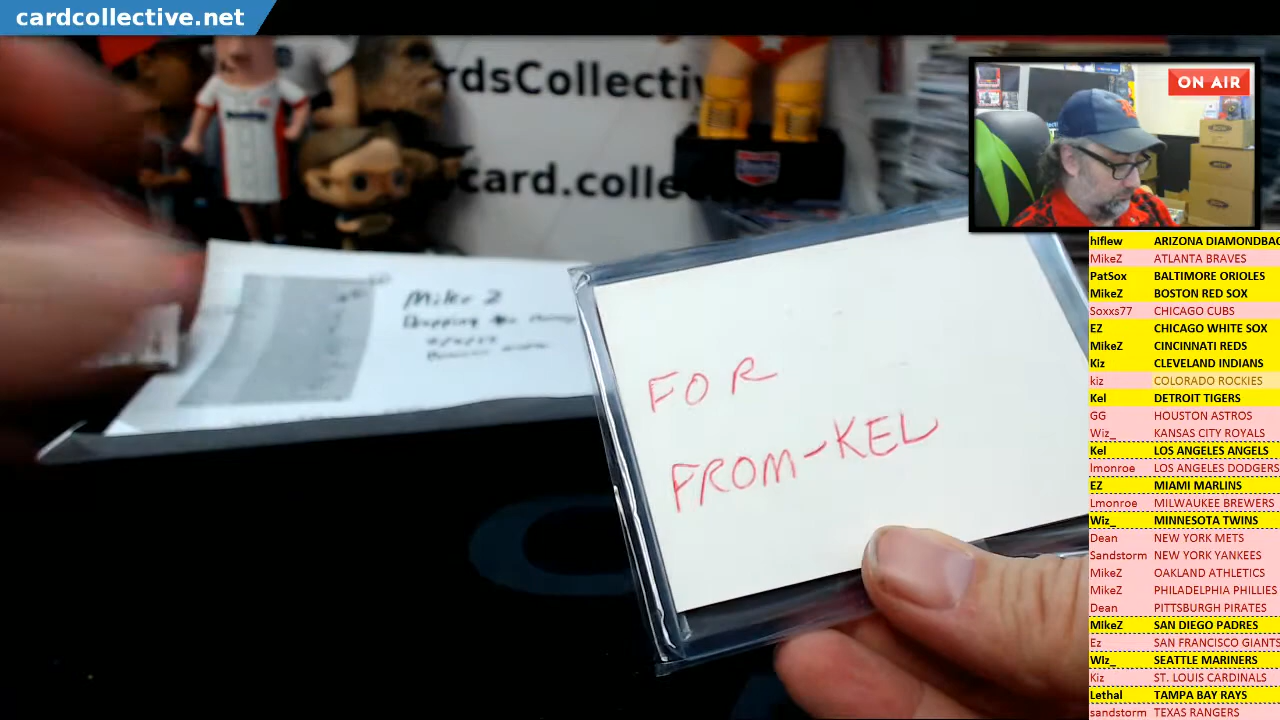 cardcollective.net
rdsCollectiv
card.colle
ON AIR
Mike Z
FOR
FROM-KEL
hlflew ARIZONA DIAMONDBAC
MikeZ ATLANTA BRAVES
PatSox BALTIMORE ORIOLES
MikeZ BOSTON RED SOX
Soxxs77 CHICAGO CUBS
EZ CHICAGO WHITE SOX
MikeZ CINCINNATI REDS
Kiz CLEVELAND INDIANS
kiz COLORADO ROCKIES
Kel DETROIT TIGERS
GG HOUSTON ASTROS
Wiz_ KANSAS CITY ROYALS
Kel LOS ANGELES ANGELS
lmonroe LOS ANGELES DODGERS
EZ MIAMI MARLINS
Lmonroe MILWAUKEE BREWERS
Wiz_ MINNESOTA TWINS
Dean NEW YORK METS
Sandstorm NEW YORK YANKEES
MikeZ OAKLAND ATHLETICS
MikeZ PHILADELPHIA PHILLIES
Dean PITTSBURGH PIRATES
MikeZ SAN DIEGO PADRES
Ez SAN FRANCISCO GIANTS
WIz_ SEATTLE MARINERS
Kiz ST. LOUIS CARDINALS
Lethal TAMPA BAY RAYS
sandstorm TEXAS RANGERS